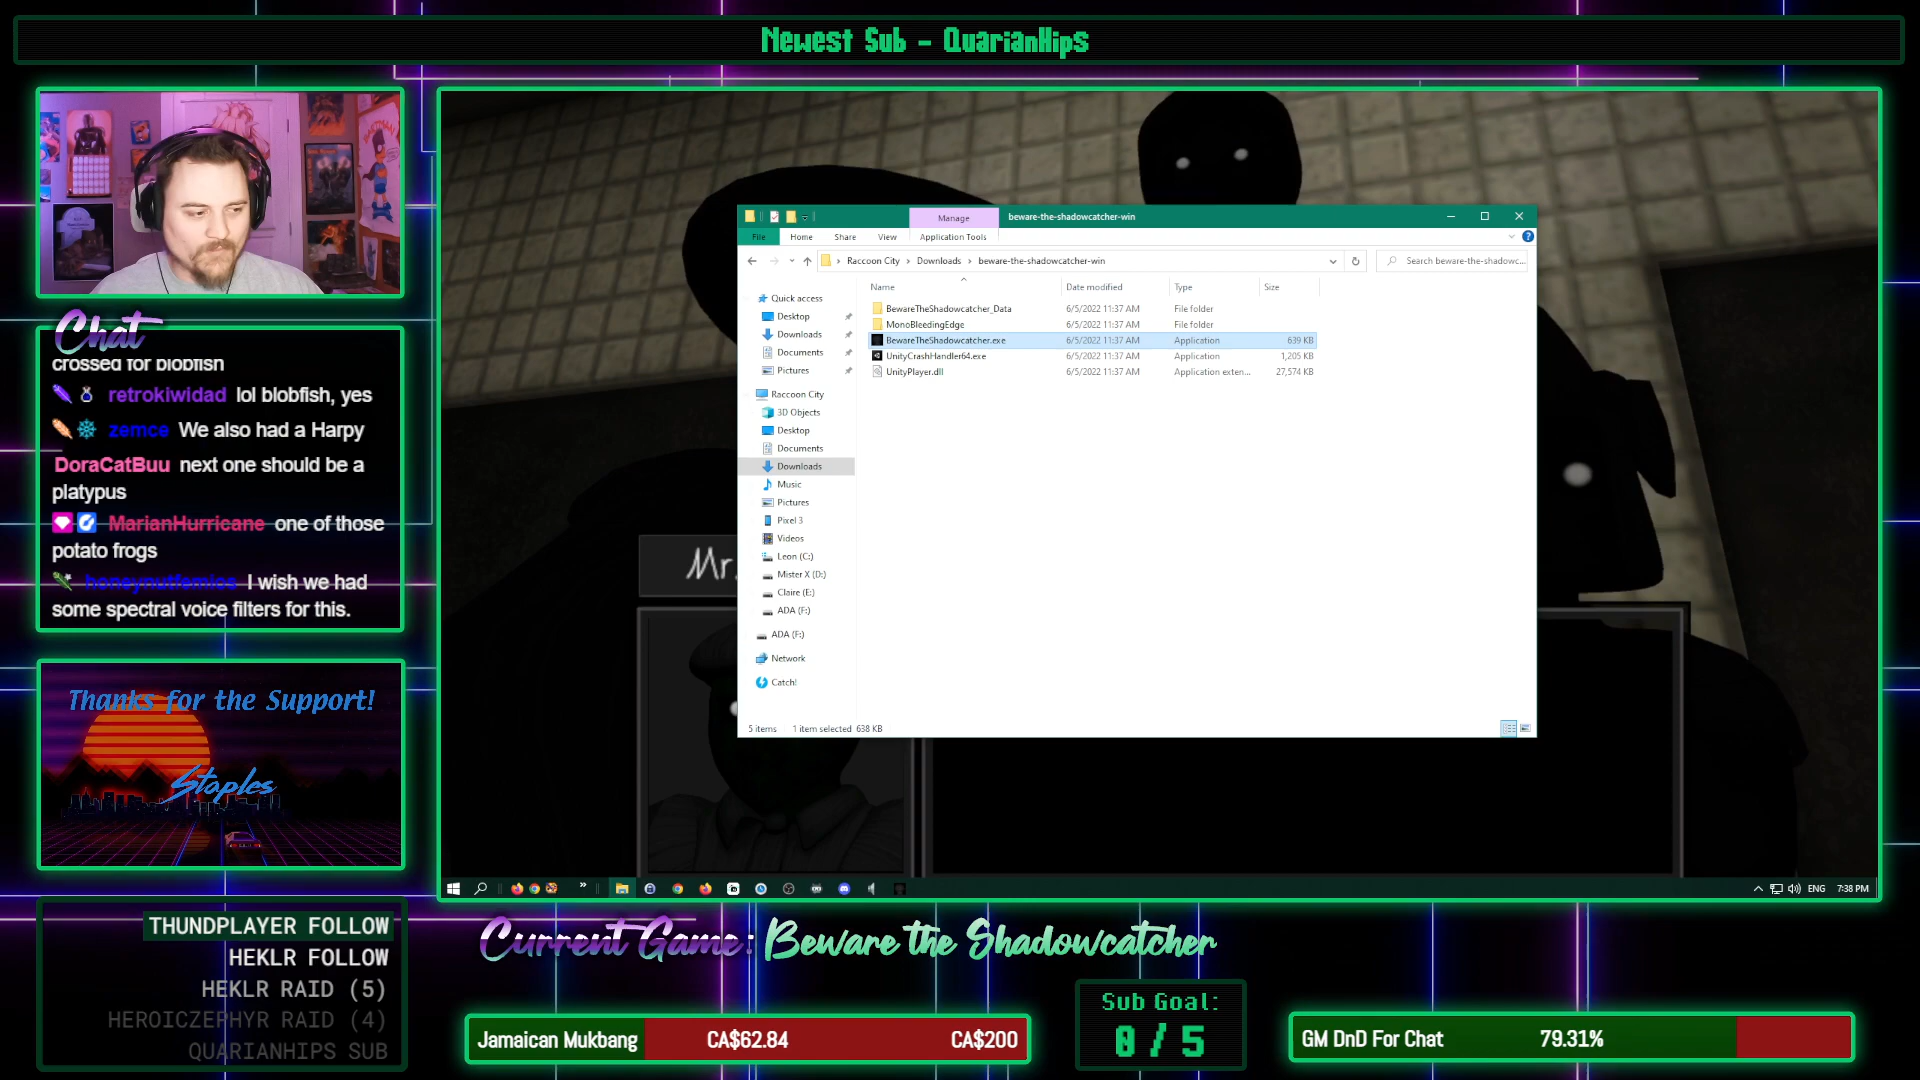 Newest Sub - QuarianHips
Chat
crossed for blobfish
retrokiwidad lol blobfish, yes
zemce We also had a Harpy
DoraCatBuu next one should be a
platypus
MarianHurricane one of those
potato frogs
honeynutfemios I wish we had
some spectral voice filters for this.
Thanks for the Support!
Staples
THUNDPLAYER FOLLOW
HEKLR FOLLOW
HEKLR RAID (5)
HEROICZEPHYR RAID (4)
QUARIANHIPS SUB
Mr.
Manage
beware-the-shadowcatcher-win
File Home Share View Application Tools
Raccoon City > Downloads > beware-the-shadowcatcher-win
Search beware-the-shadowc...
Name Date modified Type Size
BewareTheShadowcatcher_Data 6/5/2022 11:37 AM File folder
MonoBleedingEdge 6/5/2022 11:37 AM File folder
BewareTheShadowcatcher.exe 6/5/2022 11:37 AM Application 639 KB
UnityCrashHandler64.exe 6/5/2022 11:37 AM Application 1,205 KB
UnityPlayer.dll 6/5/2022 11:37 AM Application exten... 27,574 KB
Quick access
Desktop
Downloads
Documents
Pictures
Raccoon City
3D Objects
Desktop
Documents
Downloads
Music
Pictures
Pixel 3
Videos
Leon (C:)
Mister X (D:)
Claire (E:)
ADA (F:)
ADA (F:)
Network
Catch!
5 items 1 item selected 638 KB
ENG 7:38 PM
Current Game: Beware the Shadowcatcher
Jamaican Mukbang CA$62.84 CA$200
Sub Goal:
0 / 5
GM DnD For Chat 79.31%